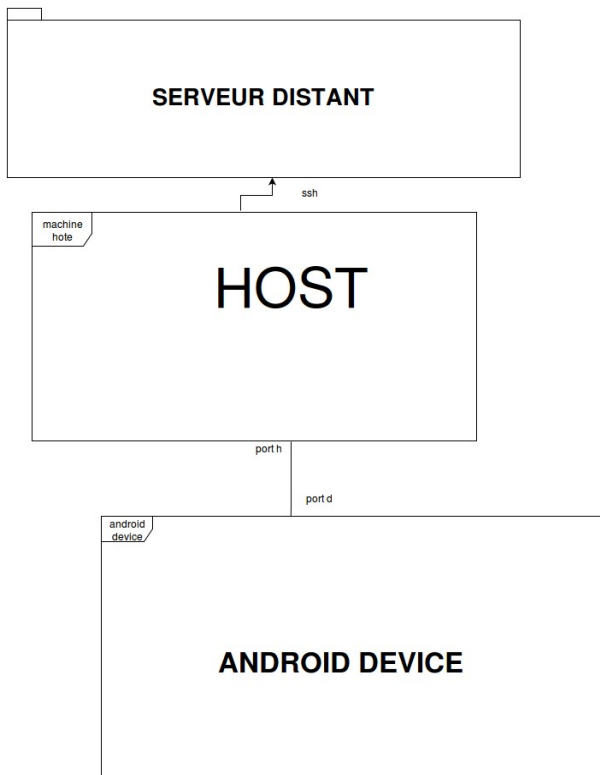 SERVEUR DISTANT
ssh
machine
hote
HOST
port h
port d
android
device
ANDROID DEVICE